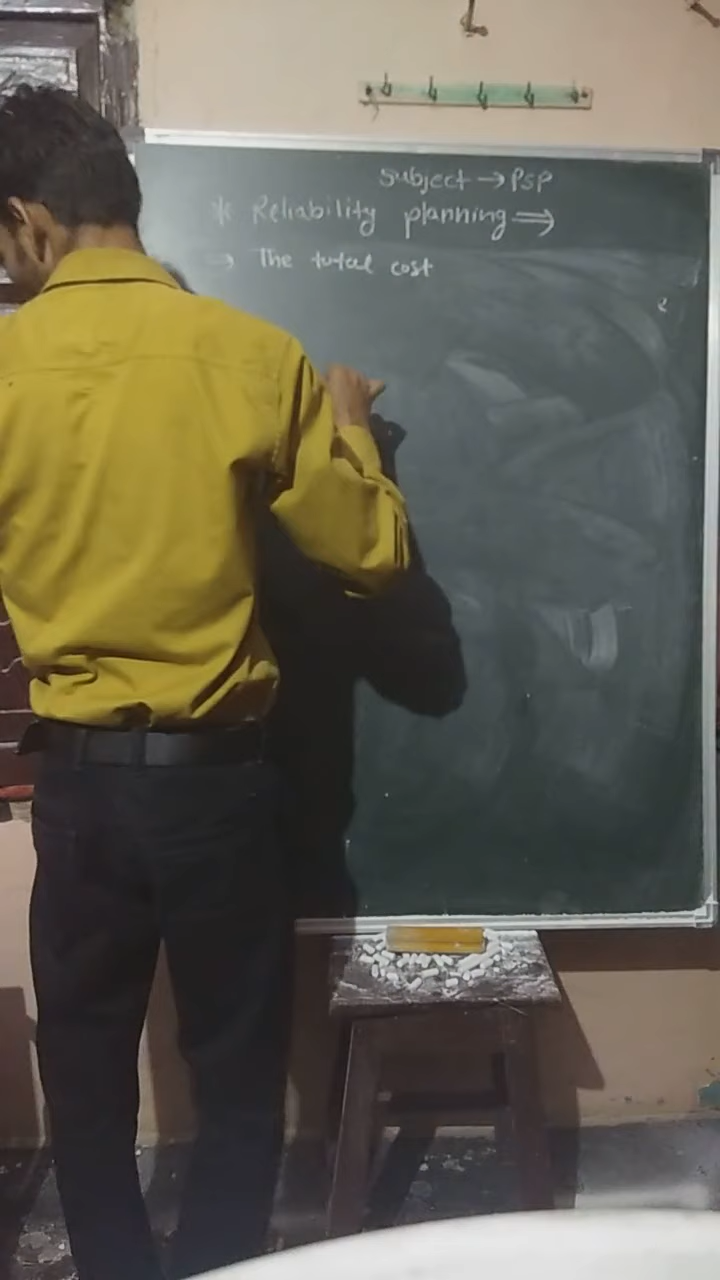 Subject → PSP
* Reliability planning ⇒
→ The total cost